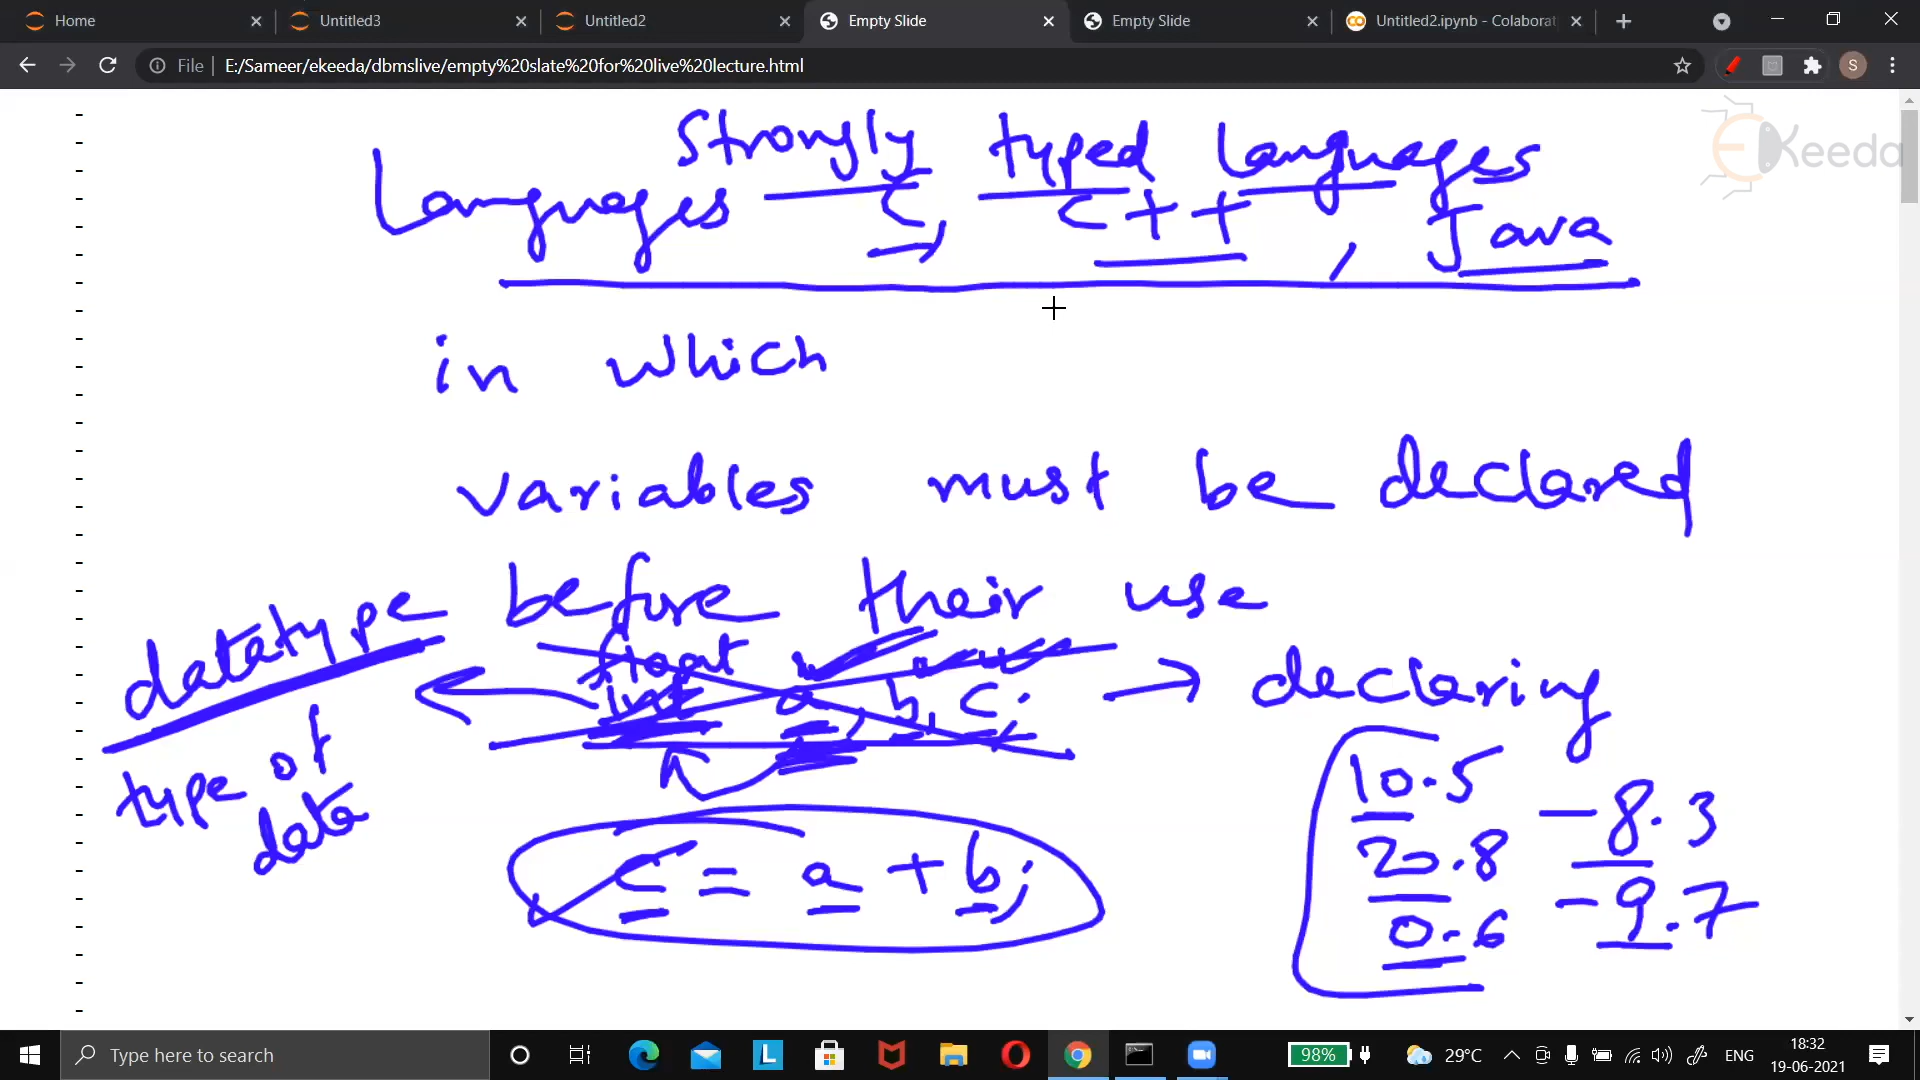 Home
Untitled3
Untitled2
Empty Slide
Empty Slide
Untitled2.ipynb - Colaborat
File E:/Sameer/ekeeda/dbmslive/empty%20slate%20for%20live%20lecture.html
S
Ekeeda
Strongly typed languages
Languages C, C++, Java
in which
variables must be declared
before their use
datatype
float
int a, b, c; → declaring
type of
data
c = a + b;
10.5 -8.3
20.8 -9.7
0.6
Type here to search
98%
29°C
ENG
18:32
19-06-2021